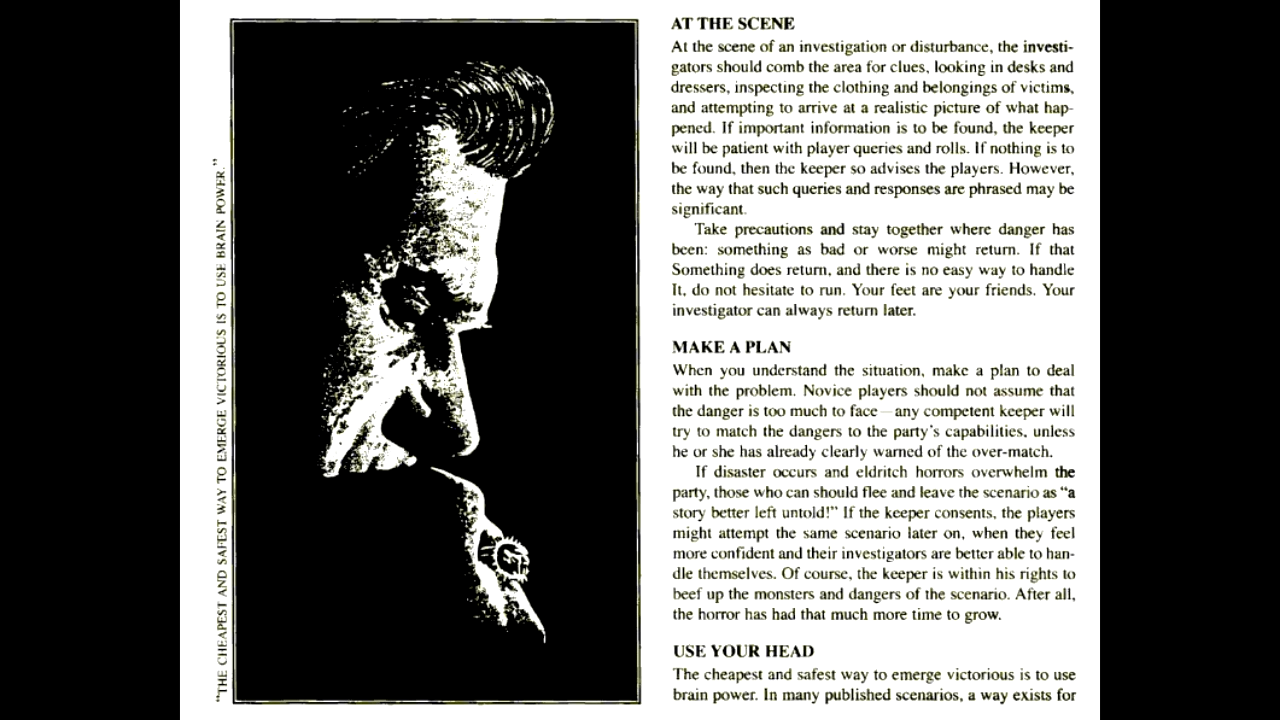 "THE CHEAPEST AND SAFEST WAY TO EMERGE VICTORIOUS IS TO USE BRAIN POWER."
AT THE SCENE
At the scene of an investigation or disturbance, the investi-
gators should comb the area for clues, looking in desks and
dressers, inspecting the clothing and belongings of victims,
and attempting to arrive at a realistic picture of what hap-
pened. If important information is to be found, the keeper
will be patient with player queries and rolls. If nothing is to
be found, then the keeper so advises the players. However,
the way that such queries and responses are phrased may be
significant.
Take precautions and stay together where danger has
been: something as bad or worse might return. If that
Something does return, and there is no easy way to handle
It, do not hesitate to run. Your feet are your friends. Your
investigator can always return later.
MAKE A PLAN
When you understand the situation, make a plan to deal
with the problem. Novice players should not assume that
the danger is too much to face—any competent keeper will
try to match the dangers to the party's capabilities, unless
he or she has already clearly warned of the over-match.
If disaster occurs and eldritch horrors overwhelm the
party, those who can should flee and leave the scenario as "a
story better left untold!" If the keeper consents, the players
might attempt the same scenario later on, when they feel
more confident and their investigators are better able to han-
dle themselves. Of course, the keeper is within his rights to
beef up the monsters and dangers of the scenario. After all,
the horror has had that much more time to grow.
USE YOUR HEAD
The cheapest and safest way to emerge victorious is to use
brain power. In many published scenarios, a way exists for